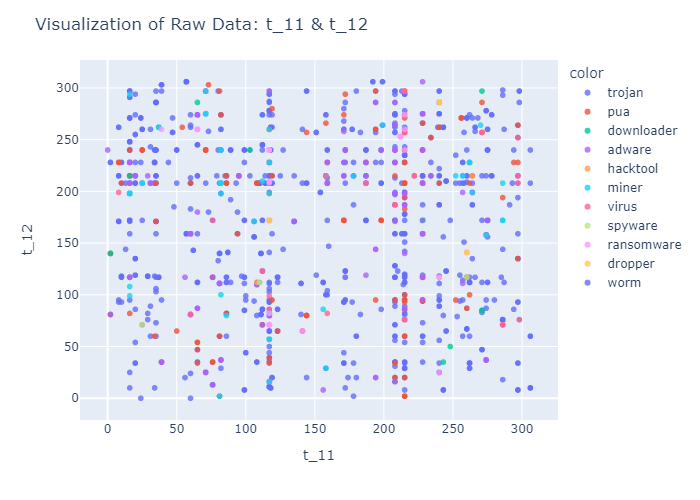 Visualization of Raw Data: t_11 & t_12
color
trojan
pua
downloader
adware
hacktool
miner
virus
spyware
ransomware
dropper
worm
300
250
200
150
100
50
0
t_12
0 50 100 150 200 250 300
t_11